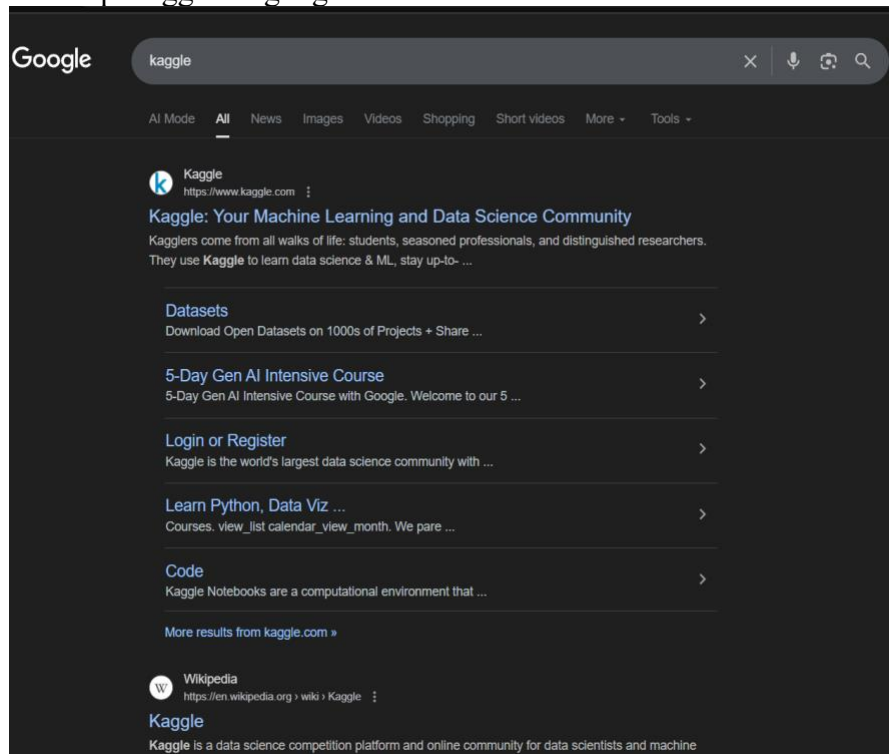 Google
kaggle
AI Mode All News Images Videos Shopping Short videos More Tools
Kaggle
https://www.kaggle.com
Kaggle: Your Machine Learning and Data Science Community
Kagglers come from all walks of life: students, seasoned professionals, and distinguished researchers.
They use Kaggle to learn data science & ML, stay up-to- ...
Datasets
Download Open Datasets on 1000s of Projects + Share ...
5-Day Gen AI Intensive Course
5-Day Gen AI Intensive Course with Google. Welcome to our 5 ...
Login or Register
Kaggle is the world's largest data science community with ...
Learn Python, Data Viz ...
Courses. view_list calendar_view_month. We pare ...
Code
Kaggle Notebooks are a computational environment that ...
More results from kaggle.com »
W
Wikipedia
https://en.wikipedia.org › wiki › Kaggle
Kaggle
Kaggle is a data science competition platform and online community for data scientists and machine